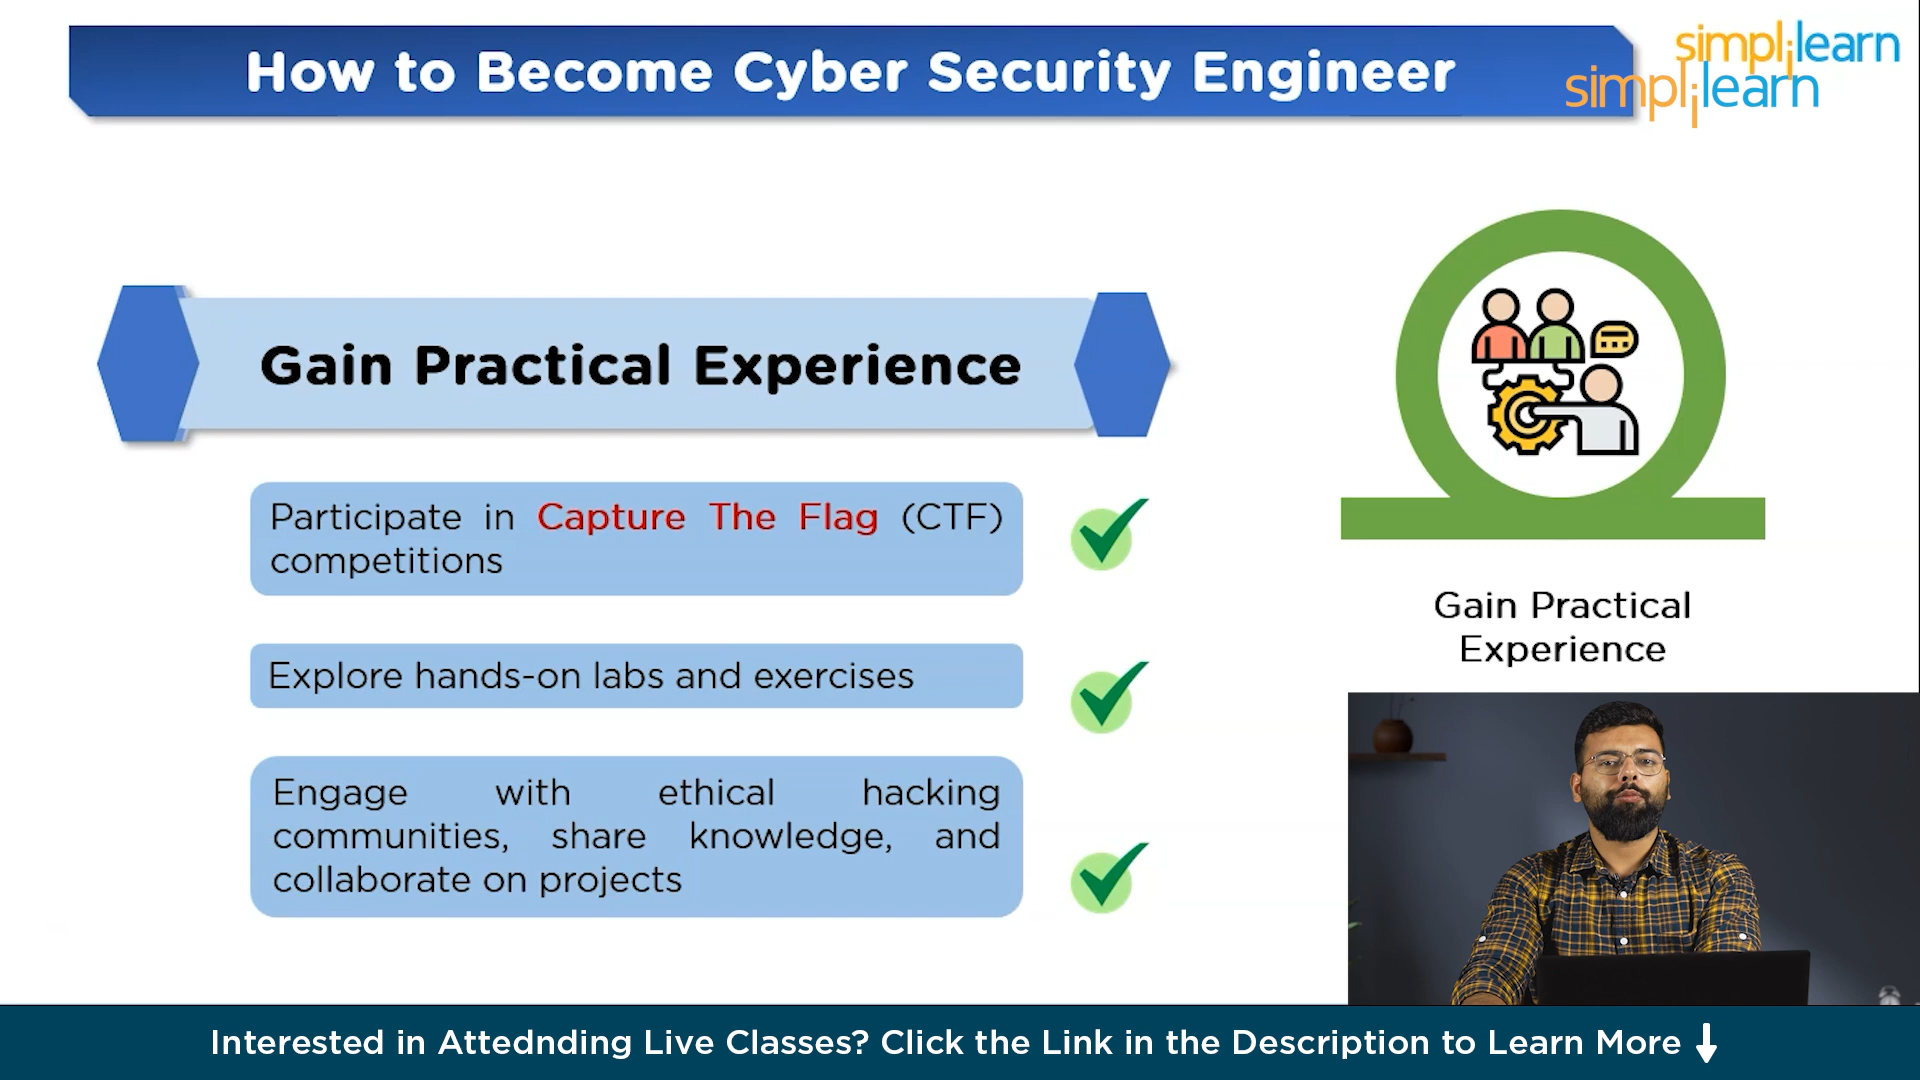 How to Become Cyber Security Engineer
simplilearn
simplilearn
Gain Practical Experience
Participate in Capture The Flag (CTF)
competitions
Explore hands-on labs and exercises
Engage with ethical hacking
communities, share knowledge, and
collaborate on projects
Gain Practical
Experience
Interested in Attednding Live Classes? Click the Link in the Description to Learn More